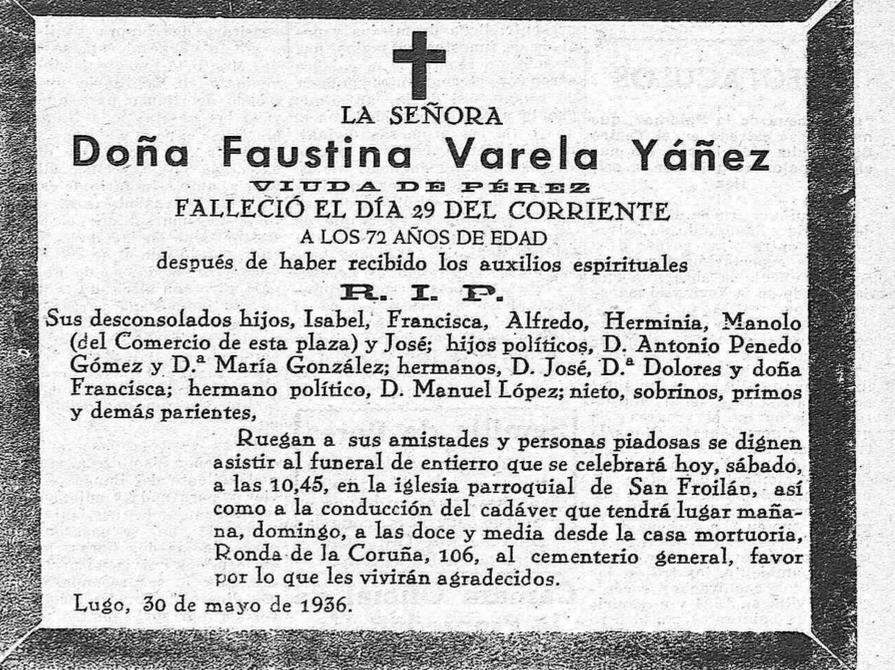 LA SEÑORA
Doña Faustina Varela Yáñez
VIUDA DE PÉREZ
FALLECIÓ EL DÍA 29 DEL CORRIENTE
A LOS 72 AÑOS DE EDAD
después de haber recibido los auxilios espirituales
R. I. P.
Sus desconsolados hijos, Isabel, Francisca, Alfredo, Herminia, Manolo
(del Comercio de esta plaza) y José; hijos políticos, D. Antonio Penedo
Gómez y D.ª María González; hermanos, D. José, D.ª Dolores y doña
Francisca; hermano político, D. Manuel López; nieto, sobrinos, primos
y demás parientes,
Ruegan a sus amistades y personas piadosas se dignen
asistir al funeral de entierro que se celebrará hoy, sábado,
a las 10,45, en la iglesia parroquial de San Froilán, así
como a la conducción del cadáver que tendrá lugar maña-
na, domingo, a las doce y media desde la casa mortuoria,
Ronda de la Coruña, 106, al cementerio general, favor
por lo que les vivirán agradecidos.
Lugo, 30 de mayo de 1936.